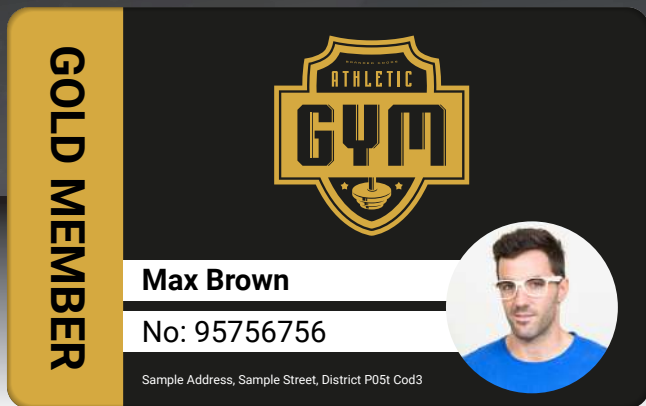 GOLD MEMBER
ATHLETIC
GYM
Max Brown
No: 95756756
Sample Address, Sample Street, District P05t Cod3